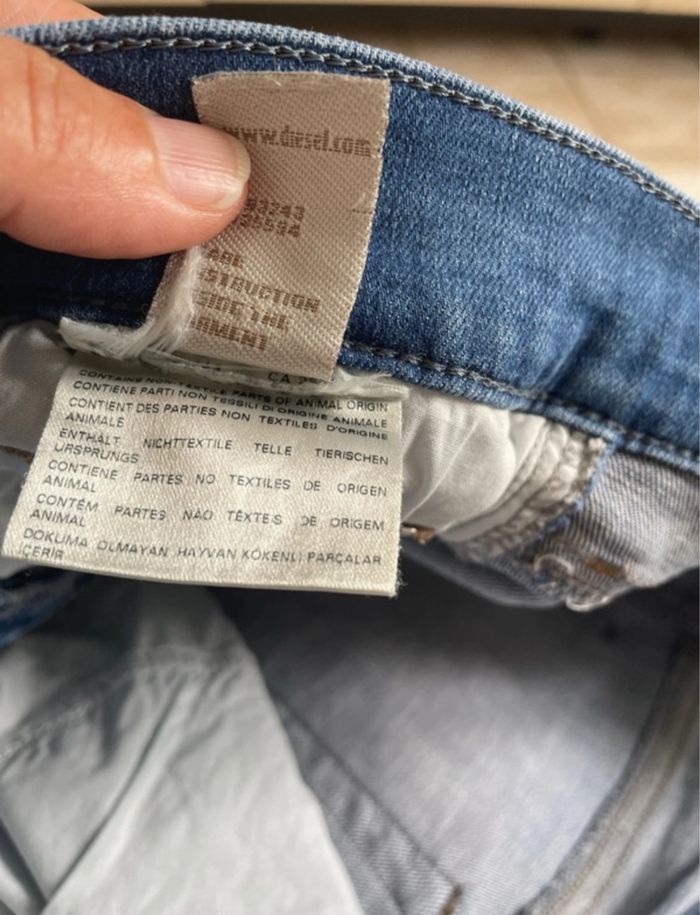 www.diesel.com
CARE
INSTRUCTION
INSIDE THE
GARMENT
CA
CONTAINS NON-TEXTILE PARTS OF ANIMAL ORIGIN
CONTIENE PARTI NON TESSILI DI ORIGINE ANIMALE
CONTIENT DES PARTIES NON TEXTILES D'ORIGINE
ANIMALE
ENTHÄLT NICHTTEXTILE TELLE TIERISCHEN
URSPRUNGS
CONTIENE PARTES NO TEXTILES DE ORIGEN
ANIMAL
CONTÉM PARTES NÃO TÊXTEIS DE ORIGEM
ANIMAL
DOKUMA OLMAYAN HAYVAN KÖKENLİ PARÇALAR
İÇERİR